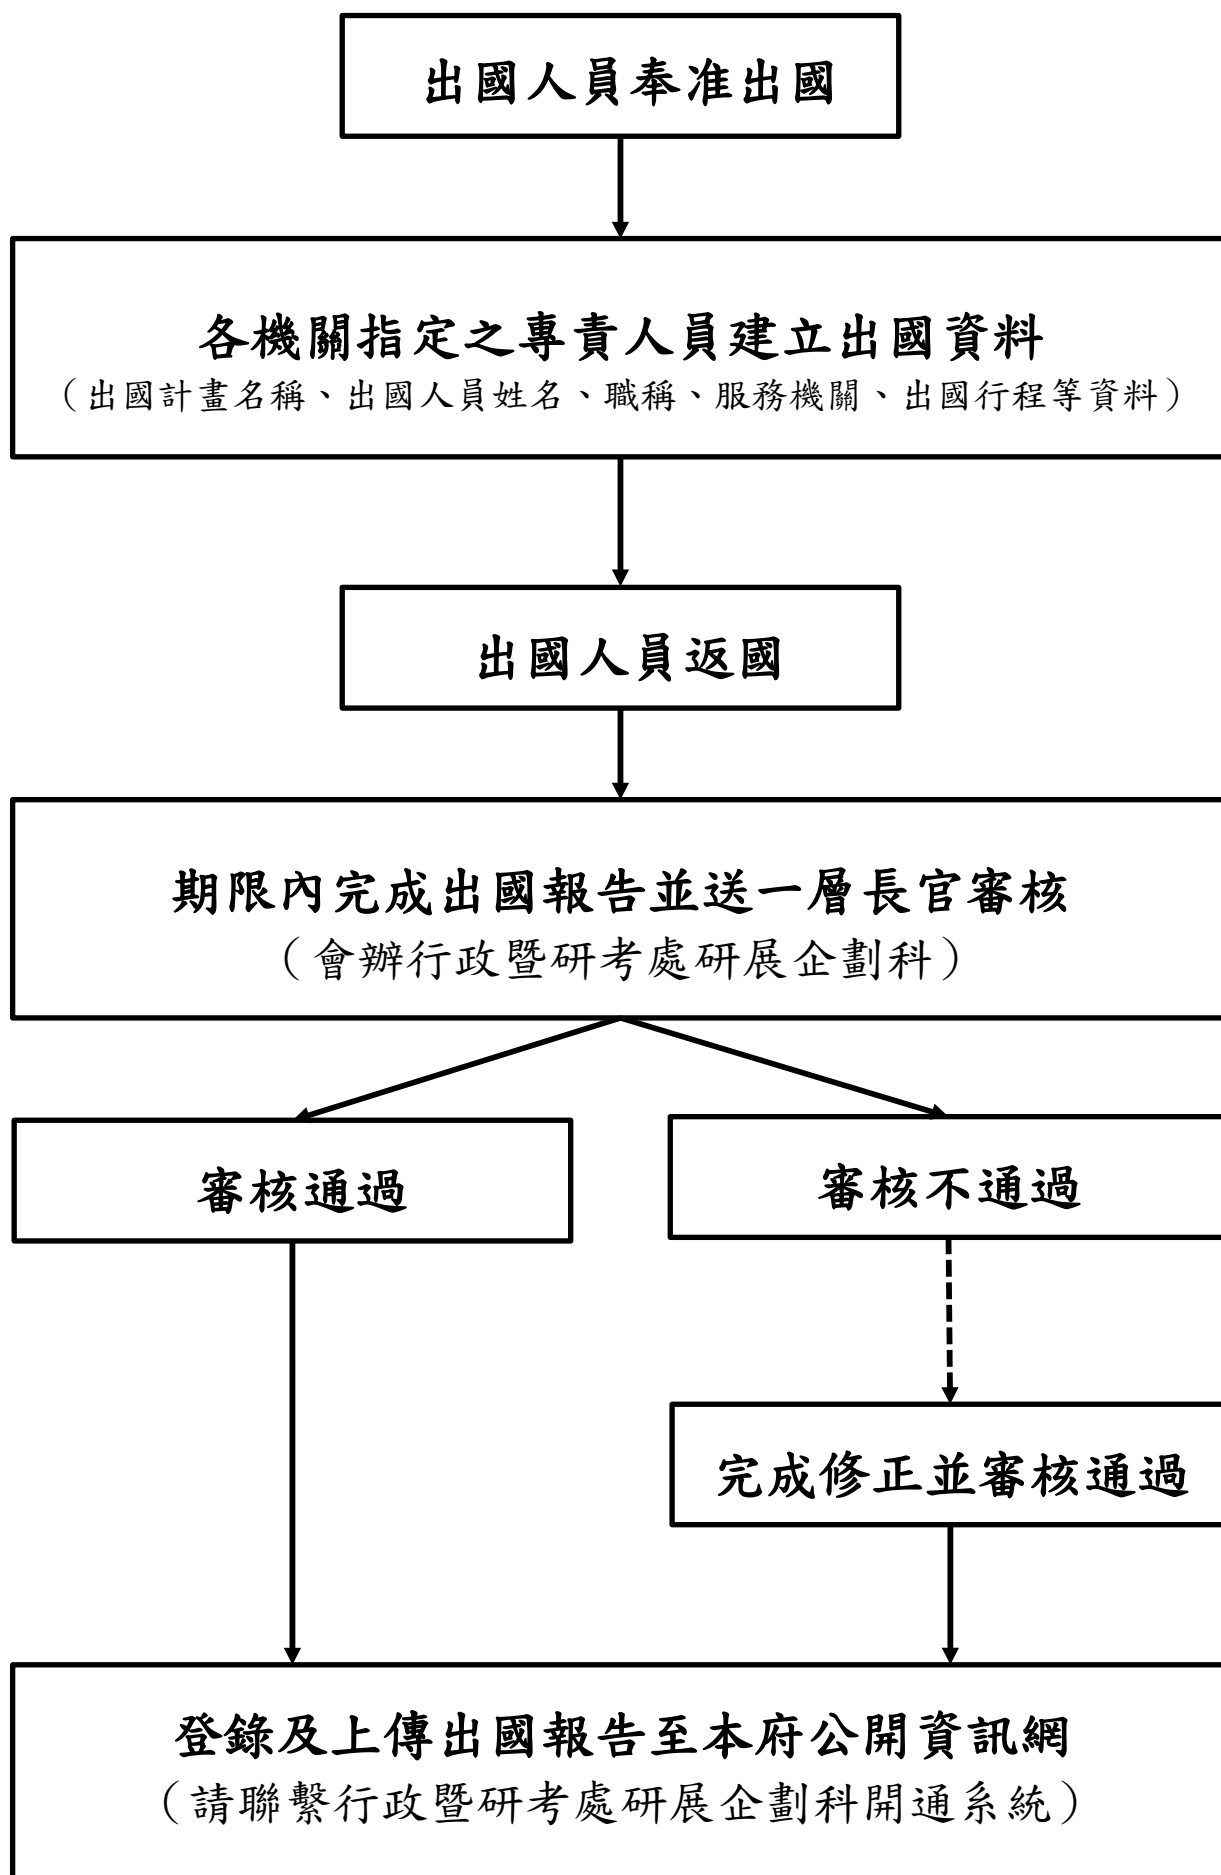 出國人員奉准出國
各機關指定之專責人員建立出國資料
（出國計畫名稱、出國人員姓名、職稱、服務機關、出國行程等資料）
出國人員返國
期限內完成出國報告並送一層長官審核
（會辦行政暨研考處研展企劃科）
審核通過
審核不通過
完成修正並審核通過
登錄及上傳出國報告至本府公開資訊網
（請聯繫行政暨研考處研展企劃科開通系統）